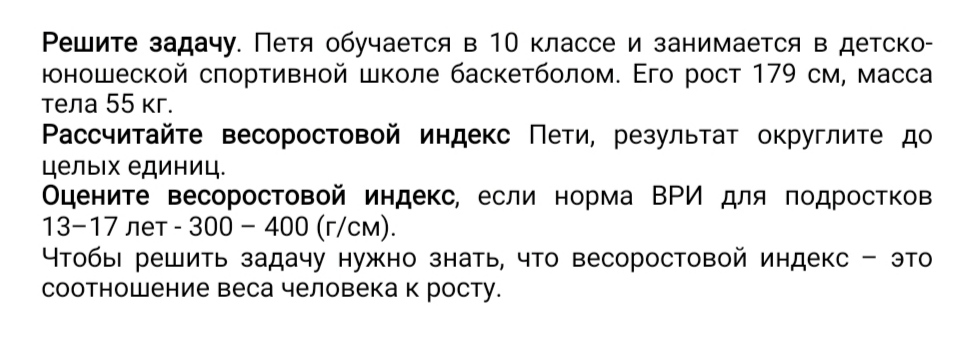 Решите задачу. Петя обучается в 10 классе и занимается в детско-
юношеской спортивной школе баскетболом. Его рост 179 см, масса
тела 55 кг.
Рассчитайте весоростовой индекс Пети, результат округлите до
целых единиц.
Оцените весоростовой индекс, если норма ВРИ для подростков
13–17 лет - 300 – 400 (г/см).
Чтобы решить задачу нужно знать, что весоростовой индекс – это
соотношение веса человека к росту.